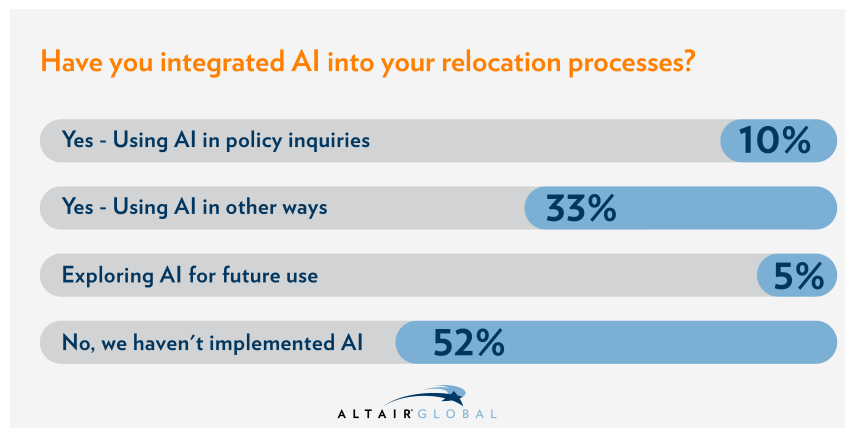 Have you integrated AI into your relocation processes?
Yes - Using AI in policy inquiries 10%
Yes - Using AI in other ways 33%
Exploring AI for future use 5%
No, we haven't implemented AI 52%
ALTAIR GLOBAL